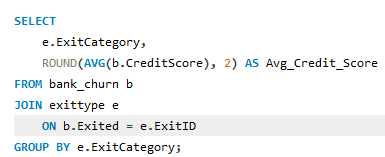 SELECT
    e.ExitCategory,
    ROUND(AVG(b.CreditScore), 2) AS Avg_Credit_Score
FROM bank_churn b
JOIN exittype e
    ON b.Exited = e.ExitID
GROUP BY e.ExitCategory;